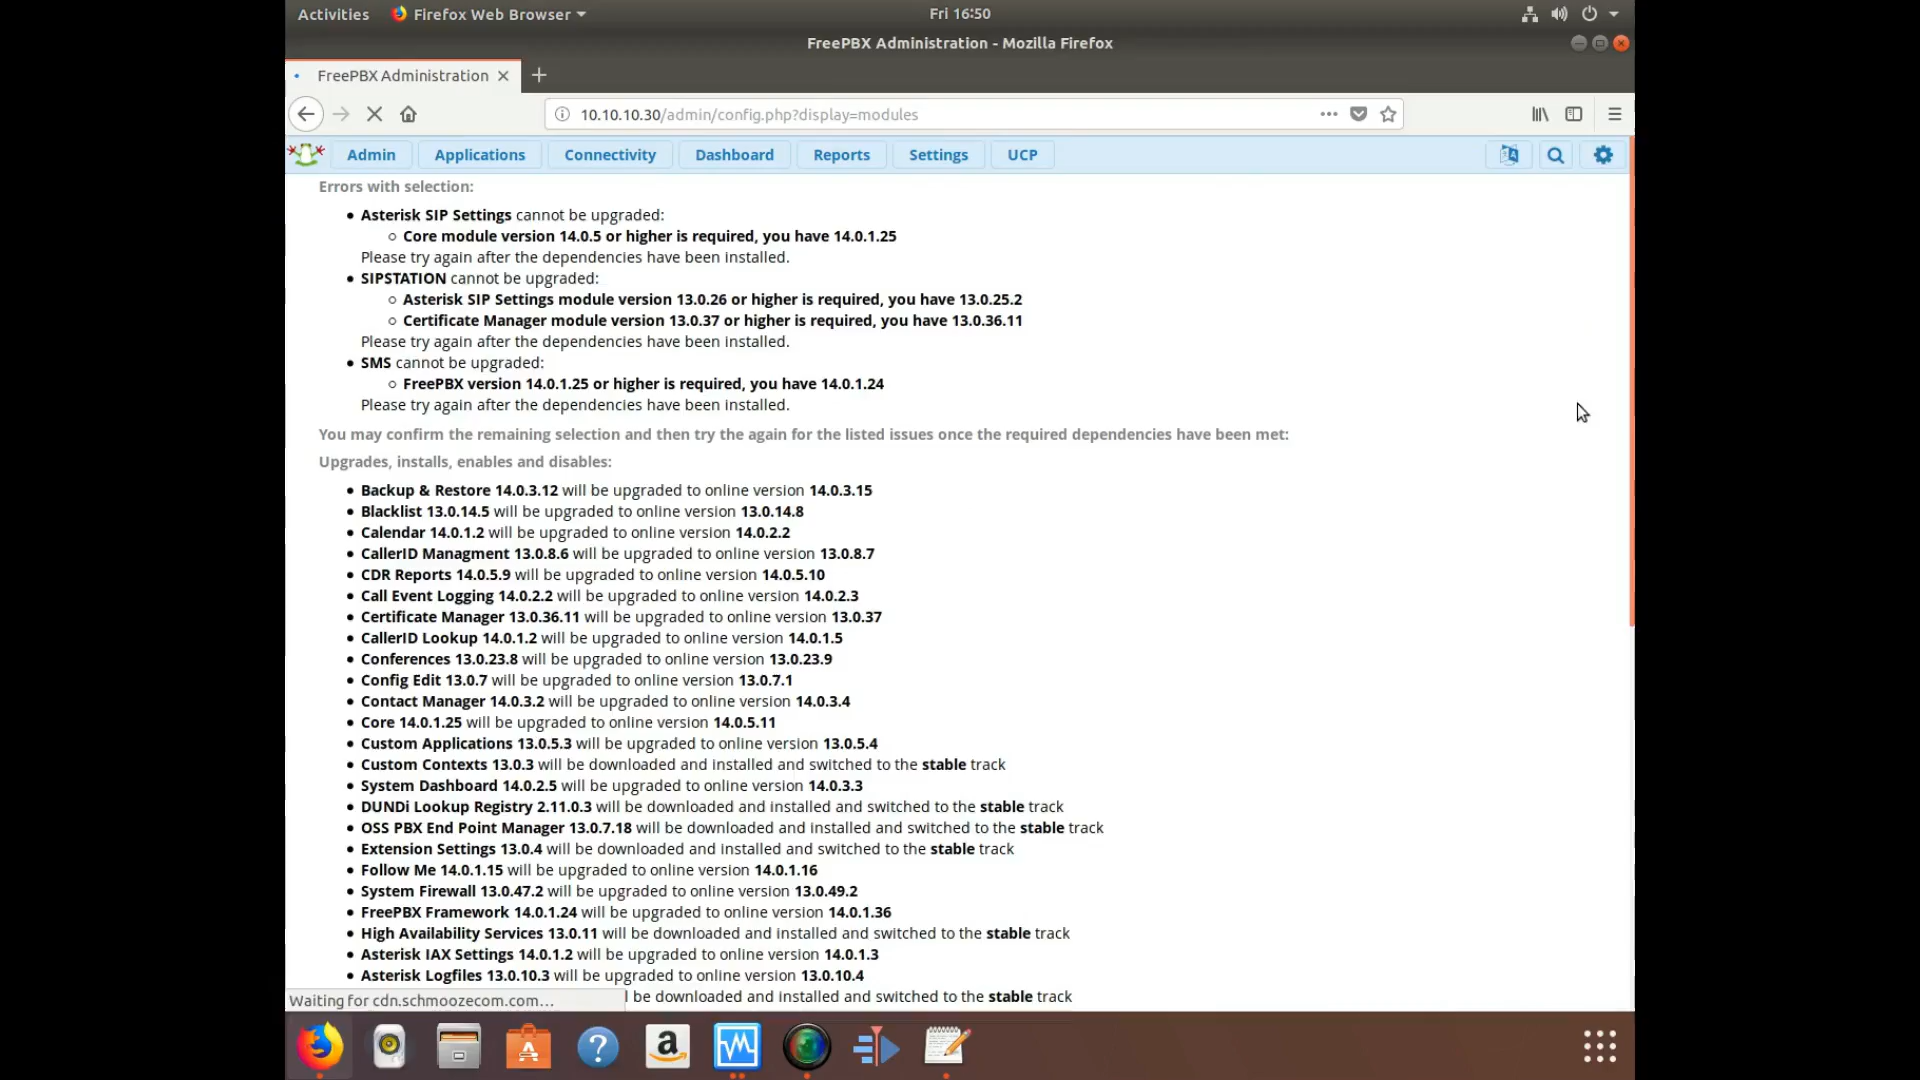 Activities Firefox Web Browser Fri 16:50
FreePBX Administration - Mozilla Firefox
FreePBX Administration
10.10.10.30/admin/config.php?display=modules
Admin Applications Connectivity Dashboard Reports Settings UCP
Errors with selection:
Asterisk SIP Settings cannot be upgraded:
Core module version 14.0.5 or higher is required, you have 14.0.1.25
Please try again after the dependencies have been installed.
SIPSTATION cannot be upgraded:
Asterisk SIP Settings module version 13.0.26 or higher is required, you have 13.0.25.2
Certificate Manager module version 13.0.37 or higher is required, you have 13.0.36.11
Please try again after the dependencies have been installed.
SMS cannot be upgraded:
FreePBX version 14.0.1.25 or higher is required, you have 14.0.1.24
Please try again after the dependencies have been installed.
You may confirm the remaining selection and then try the again for the listed issues once the required dependencies have been met:
Upgrades, installs, enables and disables:
Backup & Restore 14.0.3.12 will be upgraded to online version 14.0.3.15
Blacklist 13.0.14.5 will be upgraded to online version 13.0.14.8
Calendar 14.0.1.2 will be upgraded to online version 14.0.2.2
CallerID Managment 13.0.8.6 will be upgraded to online version 13.0.8.7
CDR Reports 14.0.5.9 will be upgraded to online version 14.0.5.10
Call Event Logging 14.0.2.2 will be upgraded to online version 14.0.2.3
Certificate Manager 13.0.36.11 will be upgraded to online version 13.0.37
CallerID Lookup 14.0.1.2 will be upgraded to online version 14.0.1.5
Conferences 13.0.23.8 will be upgraded to online version 13.0.23.9
Config Edit 13.0.7 will be upgraded to online version 13.0.7.1
Contact Manager 14.0.3.2 will be upgraded to online version 14.0.3.4
Core 14.0.1.25 will be upgraded to online version 14.0.5.11
Custom Applications 13.0.5.3 will be upgraded to online version 13.0.5.4
Custom Contexts 13.0.3 will be downloaded and installed and switched to the stable track
System Dashboard 14.0.2.5 will be upgraded to online version 14.0.3.3
DUNDi Lookup Registry 2.11.0.3 will be downloaded and installed and switched to the stable track
OSS PBX End Point Manager 13.0.7.18 will be downloaded and installed and switched to the stable track
Extension Settings 13.0.4 will be downloaded and installed and switched to the stable track
Follow Me 14.0.1.15 will be upgraded to online version 14.0.1.16
System Firewall 13.0.47.2 will be upgraded to online version 13.0.49.2
FreePBX Framework 14.0.1.24 will be upgraded to online version 14.0.1.36
High Availability Services 13.0.11 will be downloaded and installed and switched to the stable track
Asterisk IAX Settings 14.0.1.2 will be upgraded to online version 14.0.1.3
Asterisk Logfiles 13.0.10.3 will be upgraded to online version 13.0.10.4
Waiting for cdn.schmoozecom.com... be downloaded and installed and switched to the stable track